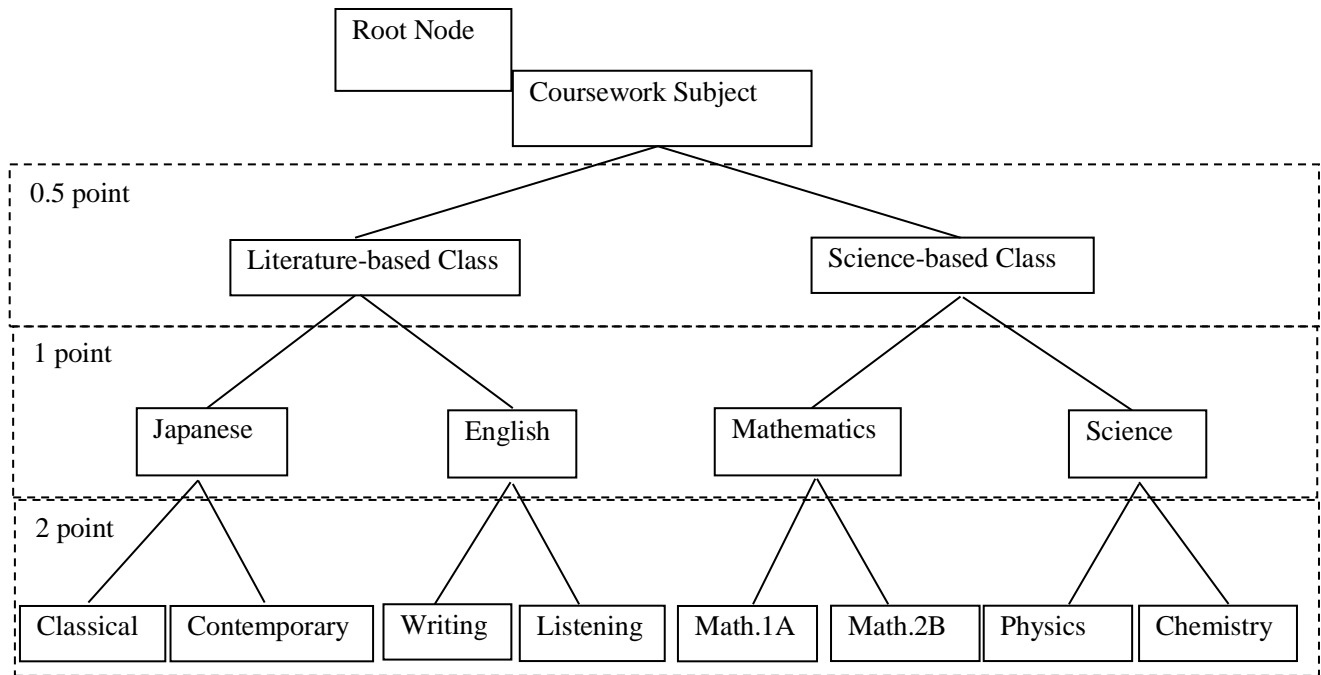 Root Node
Coursework Subject
0.5 point
Literature-based Class
Science-based Class
1 point
Japanese
English
Mathematics
Science
2 point
Classical
Contemporary
Writing
Listening
Math.1A
Math.2B
Physics
Chemistry